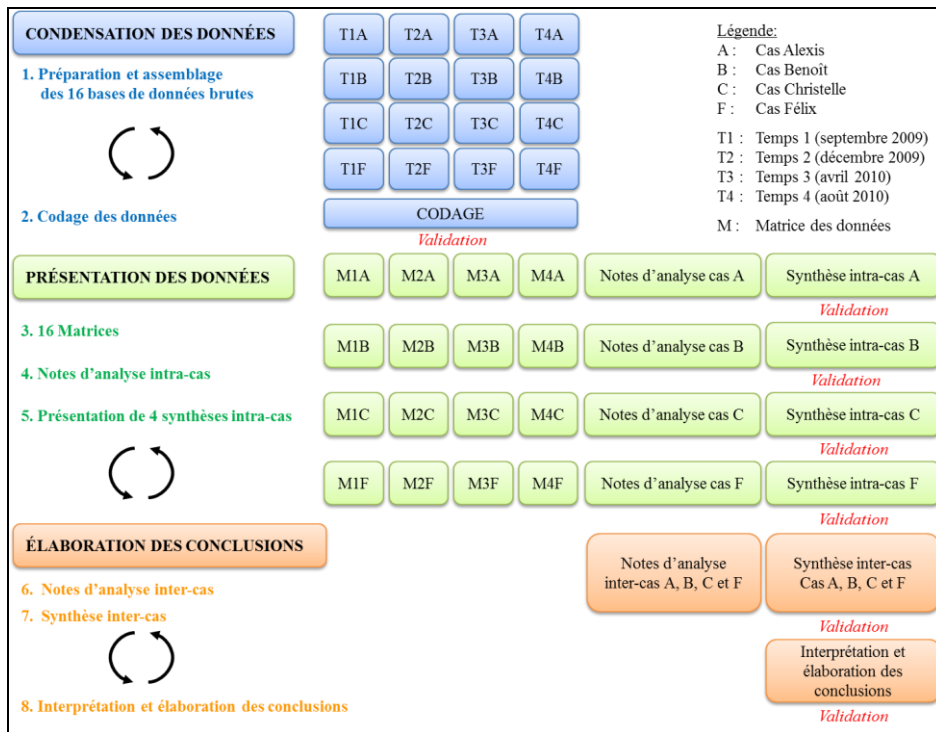 CONDENSATION DES DONNÉES
1. Préparation et assemblage
des 16 bases de données brutes
2. Codage des données
T1A T2A T3A T4A
T1B T2B T3B T4B
T1C T2C T3C T4C
T1F T2F T3F T4F
CODAGE
Validation
Légende:
A : Cas Alexis
B : Cas Benoît
C : Cas Christelle
F : Cas Félix
T1 : Temps 1 (septembre 2009)
T2 : Temps 2 (décembre 2009)
T3 : Temps 3 (avril 2010)
T4 : Temps 4 (août 2010)
M : Matrice des données
PRÉSENTATION DES DONNÉES
3. 16 Matrices
4. Notes d'analyse intra-cas
5. Présentation de 4 synthèses intra-cas
M1A M2A M3A M4A Notes d'analyse cas A Synthèse intra-cas A
Validation
M1B M2B M3B M4B Notes d'analyse cas B Synthèse intra-cas B
Validation
M1C M2C M3C M4C Notes d'analyse cas C Synthèse intra-cas C
Validation
M1F M2F M3F M4F Notes d'analyse cas F Synthèse intra-cas F
Validation
ÉLABORATION DES CONCLUSIONS
6. Notes d'analyse inter-cas
7. Synthèse inter-cas
8. Interprétation et élaboration des conclusions
Notes d'analyse
inter-cas A, B, C et F
Synthèse inter-cas
Cas A, B, C et F
Validation
Interprétation et
élaboration des
conclusions
Validation